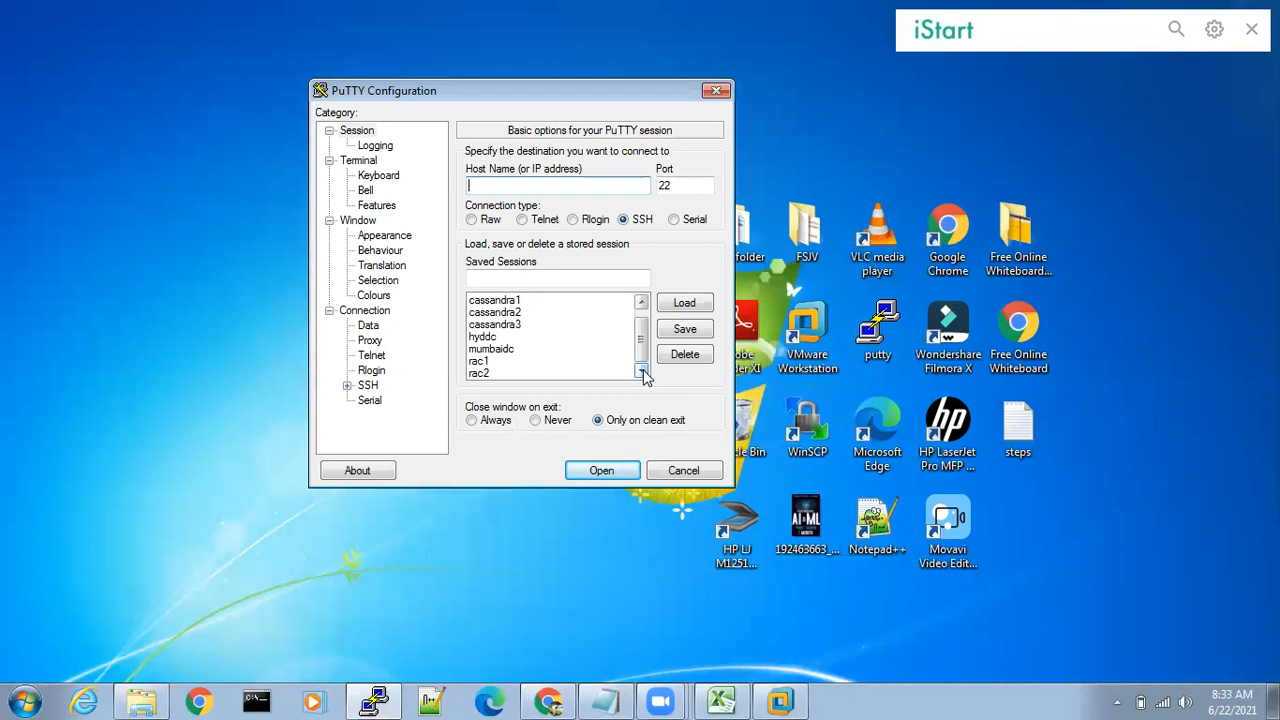 iStart
PuTTY Configuration
Category:
Session
Logging
Terminal
Keyboard
Bell
Features
Window
Appearance
Behaviour
Translation
Selection
Colours
Connection
Data
Proxy
Telnet
Rlogin
SSH
Serial
Basic options for your PuTTY session
Specify the destination you want to connect to
Host Name (or IP address) Port
22
Connection type:
Raw Telnet Rlogin SSH Serial
Load, save or delete a stored session
Saved Sessions
cassandra1
cassandra2
cassandra3
hyddc
mumbaidc
rac1
rac2
Load
Save
Delete
Close window on exit:
Always Never Only on clean exit
About Open Cancel
folder
FSJV
VLC media
player
Google
Chrome
Free Online
Whiteboard...
XI
VMware
Workstation
putty
Wondershare
Filmora X
Free Online
Whiteboard
Bin
WinSCP
Microsoft
Edge
hp
HP LaserJet
Pro MFP ...
steps
HP LJ
M1251...
AI&ML
192463663_...
Notepad++
Movavi
Video Edit...
8:33 AM
6/22/2021